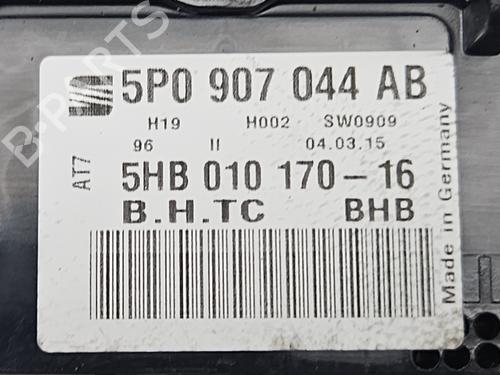 5P0 907 044 AB
H19 H002 SW0909
96 II 04.03.15
AT7
5HB 010 170-16
B.H.TC BHB
Made in Germany
B-PARTS